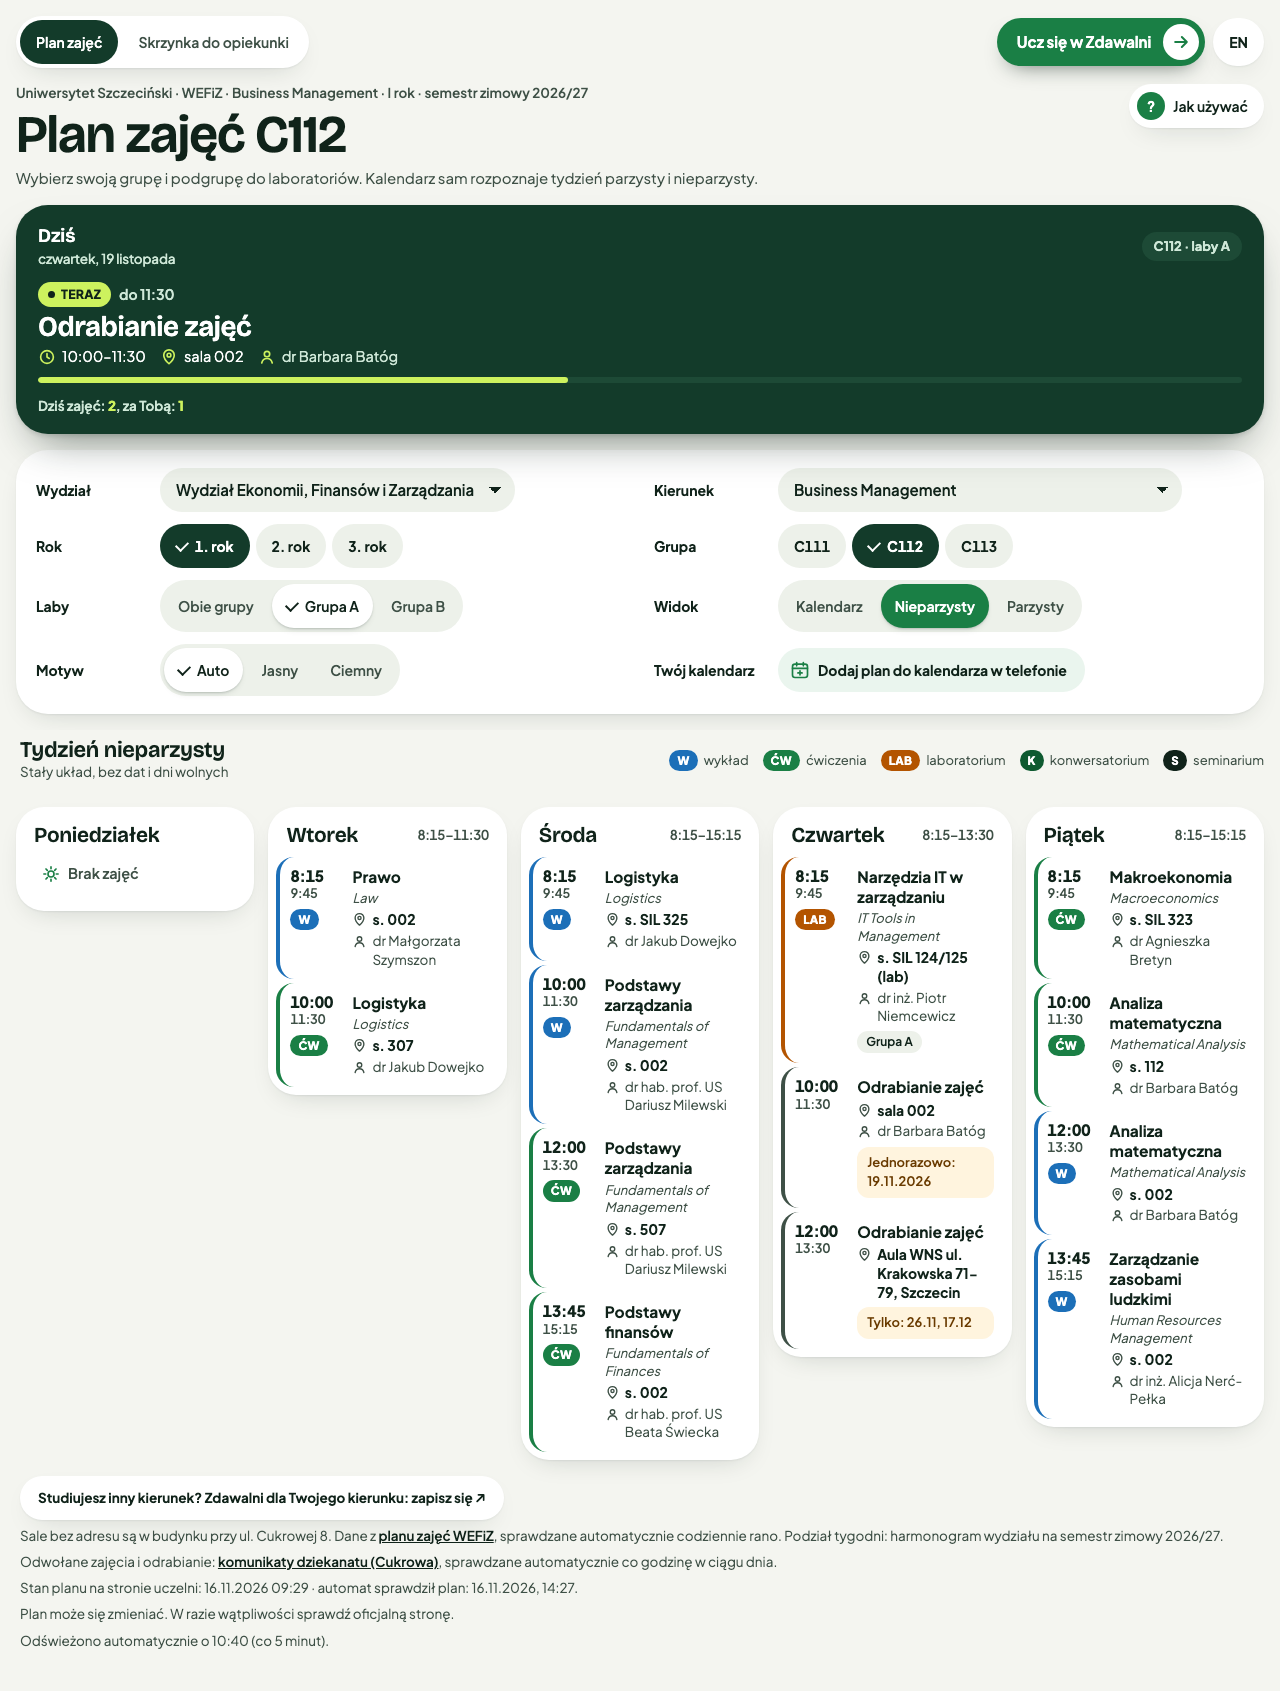 Plan zajęć
Skrzynka do opiekunki
Ucz się w Zdawalni
EN
Uniwersytet Szczeciński · WEFiZ · Business Management · I rok · semestr zimowy 2026/27
? Jak używać
Plan zajęć C112
Wybierz swoją grupę i podgrupę do laboratoriów. Kalendarz sam rozpoznaje tydzień parzysty i nieparzysty.
Dziś
czwartek, 19 listopada
C112 · laby A
TERAZ do 11:30
Odrabianie zajęć
10:00–11:30 sala 002 dr Barbara Batóg
Dziś zajęć: 2, za Tobą: 1
Wydział
Wydział Ekonomii, Finansów i Zarządzania
Kierunek
Business Management
Rok
1. rok 2. rok 3. rok
Grupa
C111 C112 C113
Laby
Obie grupy Grupa A Grupa B
Widok
Kalendarz Nieparzysty Parzysty
Motyw
Auto Jasny Ciemny
Twój kalendarz
Dodaj plan do kalendarza w telefonie
Tydzień nieparzysty
Stały układ, bez dat i dni wolnych
W wykład ĆW ćwiczenia LAB laboratorium K konwersatorium S seminarium
Poniedziałek
Brak zajęć
Wtorek 8:15–11:30
8:15
9:45
W
Prawo
Law
s. 002
dr Małgorzata
Szymszon
10:00
11:30
ĆW
Logistyka
Logistics
s. 307
dr Jakub Dowejko
Środa 8:15–15:15
8:15
9:45
W
Logistyka
Logistics
s. SIL 325
dr Jakub Dowejko
10:00
11:30
W
Podstawy
zarządzania
Fundamentals of
Management
s. 002
dr hab. prof. US
Dariusz Milewski
12:00
13:30
ĆW
Podstawy
zarządzania
Fundamentals of
Management
s. 507
dr hab. prof. US
Dariusz Milewski
13:45
15:15
ĆW
Podstawy
finansów
Fundamentals of
Finances
s. 002
dr hab. prof. US
Beata Świecka
Czwartek 8:15–13:30
8:15
9:45
LAB
Narzędzia IT w
zarządzaniu
IT Tools in
Management
s. SIL 124/125
(lab)
dr inż. Piotr
Niemcewicz
Grupa A
10:00
11:30
Odrabianie zajęć
sala 002
dr Barbara Batóg
Jednorazowo:
19.11.2026
12:00
13:30
Odrabianie zajęć
Aula WNS ul.
Krakowska 71–
79, Szczecin
Tylko: 26.11, 17.12
Piątek 8:15–15:15
8:15
9:45
ĆW
Makroekonomia
Macroeconomics
s. SIL 323
dr Agnieszka
Bretyn
10:00
11:30
ĆW
Analiza
matematyczna
Mathematical Analysis
s. 112
dr Barbara Batóg
12:00
13:30
W
Analiza
matematyczna
Mathematical Analysis
s. 002
dr Barbara Batóg
13:45
15:15
W
Zarządzanie
zasobami
ludzkimi
Human Resources
Management
s. 002
dr inż. Alicja Nerć-
Pełka
Studiujesz inny kierunek? Zdawalni dla Twojego kierunku: zapisz się ↗
Sale bez adresu są w budynku przy ul. Cukrowej 8. Dane z planu zajęć WEFiZ, sprawdzane automatycznie codziennie rano. Podział tygodni: harmonogram wydziału na semestr zimowy 2026/27.
Odwołane zajęcia i odrabianie: komunikaty dziekanatu (Cukrowa), sprawdzane automatycznie co godzinę w ciągu dnia.
Stan planu na stronie uczelni: 16.11.2026 09:29 · automat sprawdził plan: 16.11.2026, 14:27.
Plan może się zmieniać. W razie wątpliwości sprawdź oficjalną stronę.
Odświeżono automatycznie o 10:40 (co 5 minut).